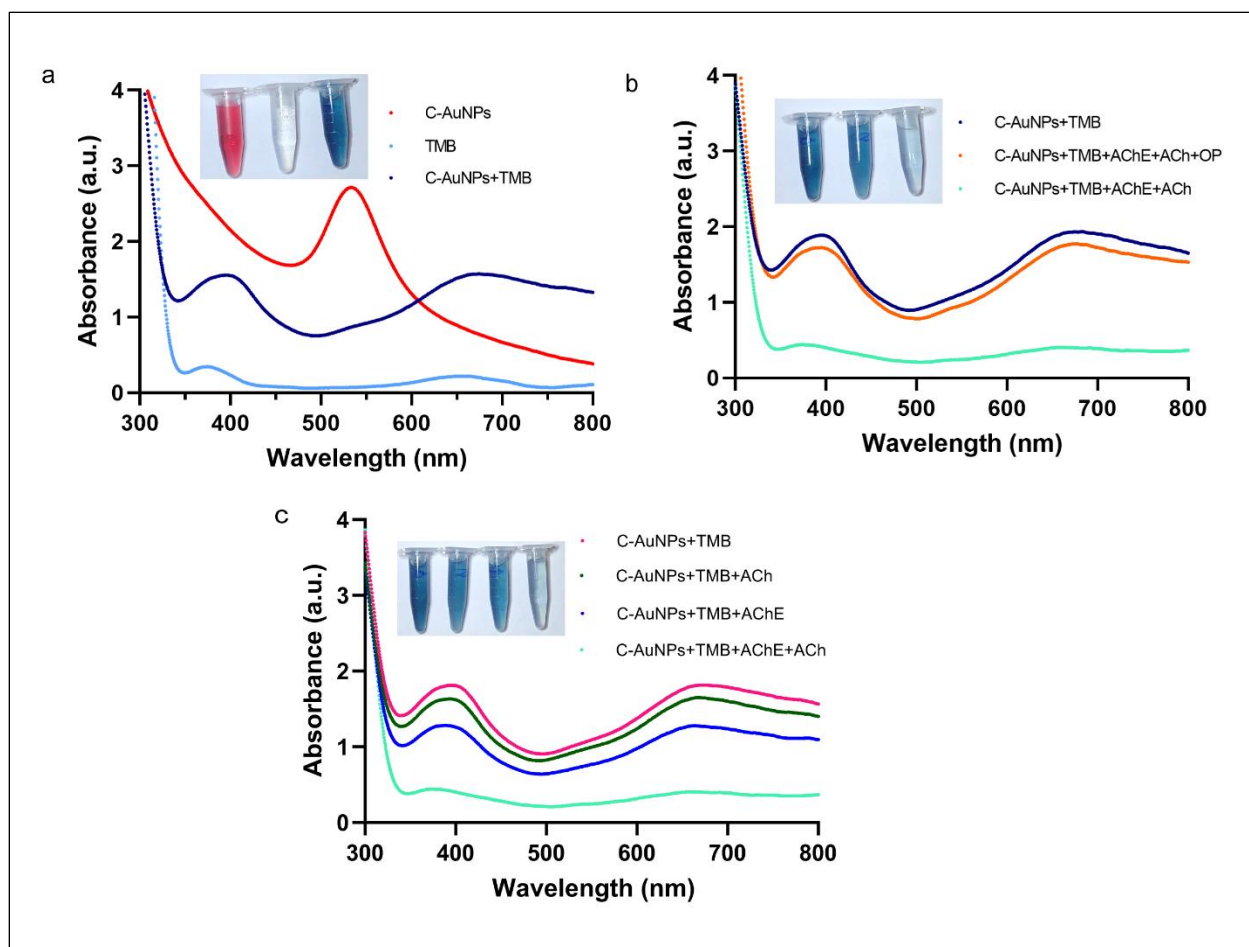 a
Absorbance (a.u.)
4
3
2
1
0
300 400 500 600 700 800
Wavelength (nm)
C-AuNPs
TMB
C-AuNPs+TMB
b
Absorbance (a.u.)
4
3
2
1
0
300 400 500 600 700 800
Wavelength (nm)
C-AuNPs+TMB
C-AuNPs+TMB+AChE+ACh+OP
C-AuNPs+TMB+AChE+ACh
c
Absorbance (a.u.)
4
3
2
1
0
300 400 500 600 700 800
Wavelength (nm)
C-AuNPs+TMB
C-AuNPs+TMB+ACh
C-AuNPs+TMB+AChE
C-AuNPs+TMB+AChE+ACh